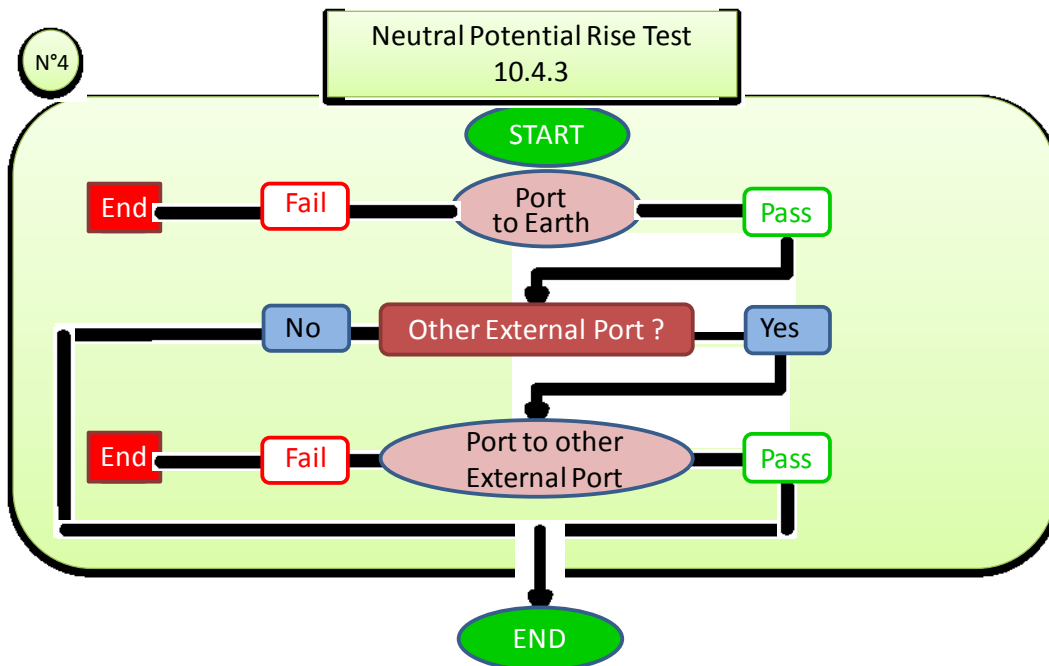 Neutral Potential Rise Test
10.4.3
N°4
START
End
Fail
Port
to Earth
Pass
No
Other External Port ?
Yes
End
Fail
Port to other
External Port
Pass
END